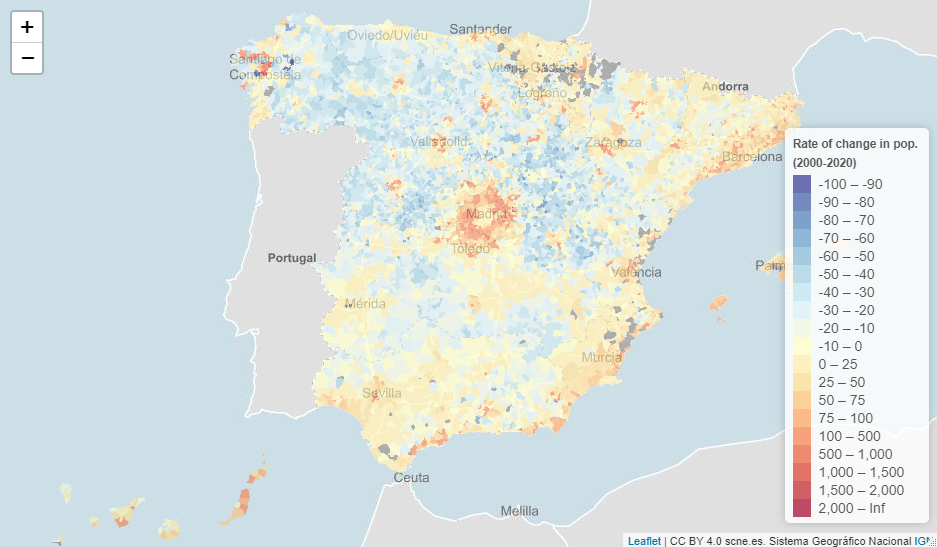 +
−
Santander
Oviedo/Uviéu
Santiago de
Compostela
Vitoria-Gasteiz
Logroño
Andorra
Valladolid
Zaragoza
Barcelona
Madrid
Toledo
Portugal
València
Mérida
Murcia
Sevilla
Ceuta
Melilla
Rate of change in pop.
(2000-2020)
-100 – -90
-90 – -80
-80 – -70
-70 – -60
-60 – -50
-50 – -40
-40 – -30
-30 – -20
-20 – -10
-10 – 0
0 – 25
25 – 50
50 – 75
75 – 100
100 – 500
500 – 1,000
1,000 – 1,500
1,500 – 2,000
2,000 – Inf
Leaflet | CC BY 4.0 scne.es. Sistema Geográfico Nacional IGN